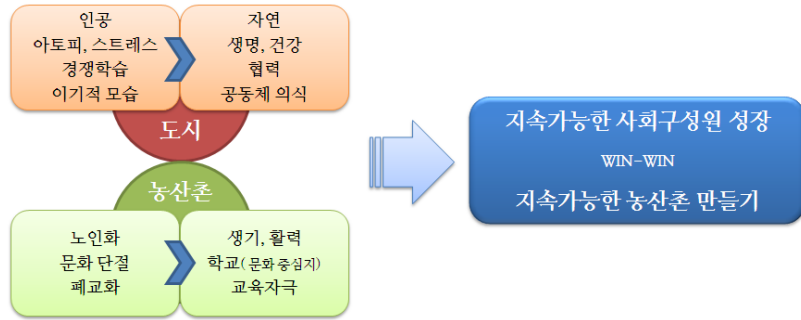 인공
아토피, 스트레스
경쟁학습
이기적 모습
자연
생명, 건강
협력
공동체 의식
도시
농산촌
노인화
문화 단절
폐교화
생기, 활력
학교( 문화 중심지)
교육자극
지속가능한 사회구성원 성장
WIN-WIN
지속가능한 농산촌 만들기